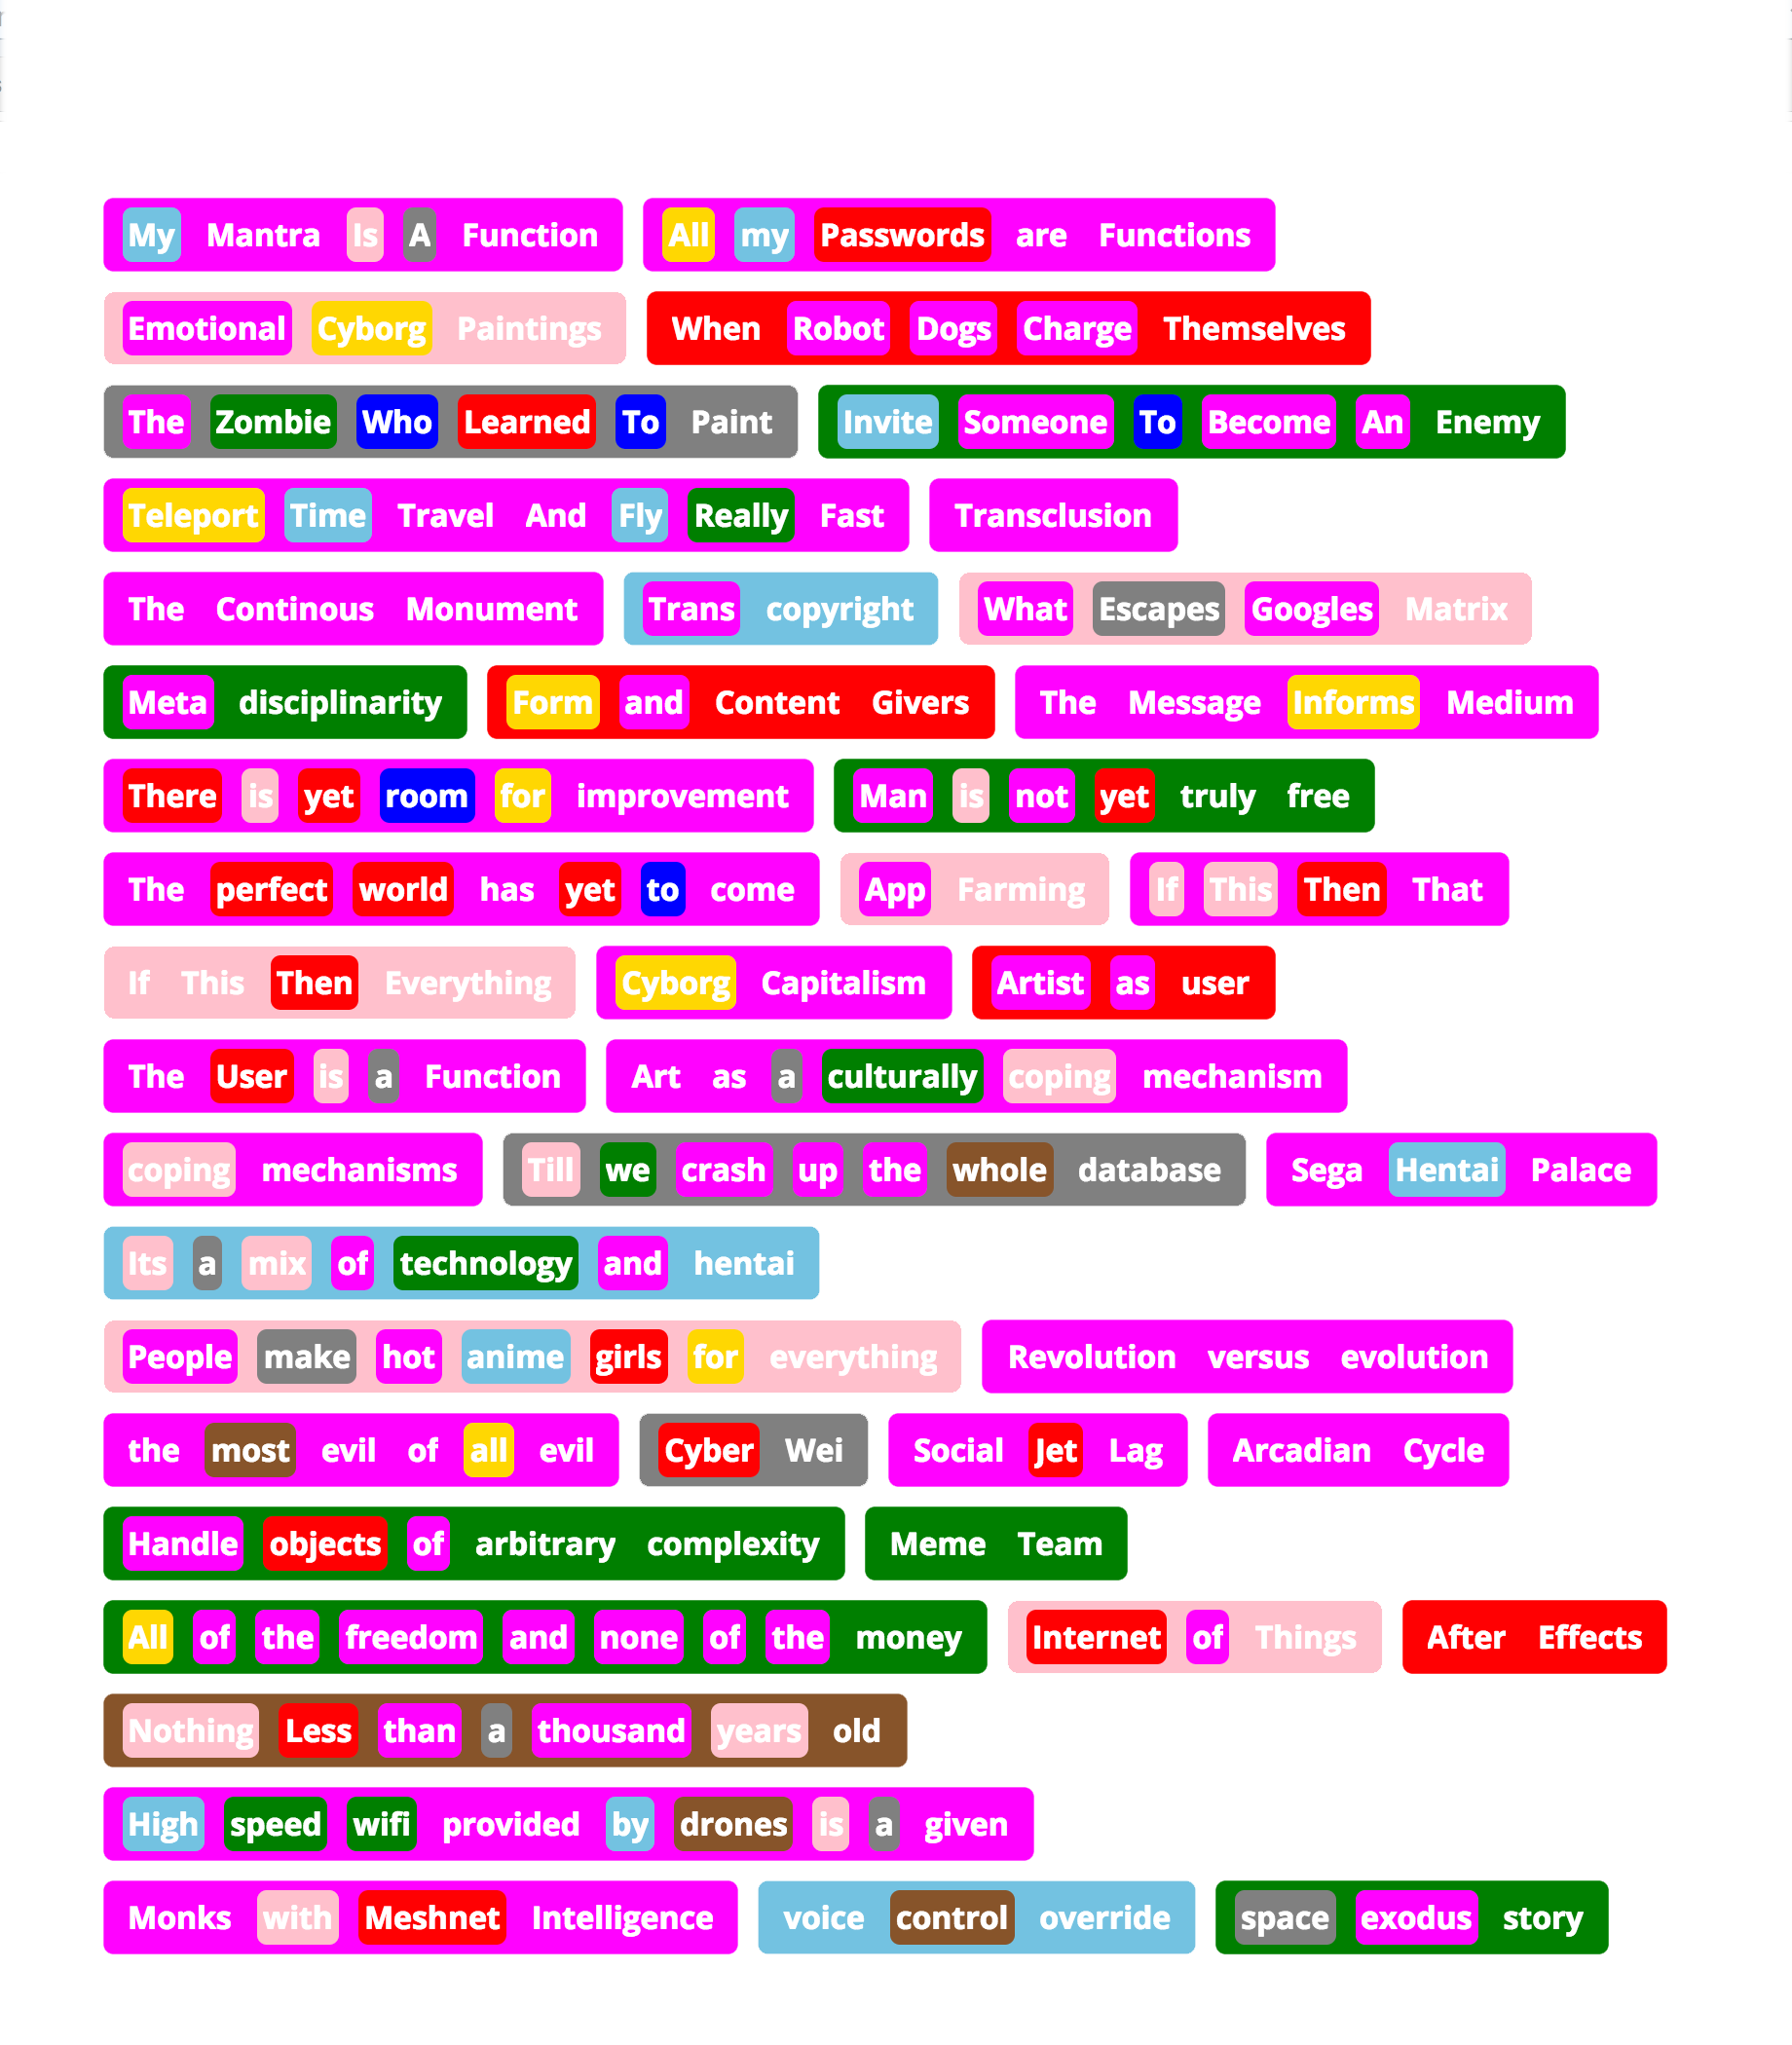 My Mantra Is A Function All my Passwords are Functions
Emotional Cyborg Paintings When Robot Dogs Charge Themselves
The Zombie Who Learned To Paint Invite Someone To Become An Enemy
Teleport Time Travel And Fly Really Fast Transclusion
The Continous Monument Trans copyright What Escapes Googles Matrix
Meta disciplinarity Form and Content Givers The Message Informs Medium
There is yet room for improvement Man is not yet truly free
The perfect world has yet to come App Farming If This Then That
If This Then Everything Cyborg Capitalism Artist as user
The User is a Function Art as a culturally coping mechanism
coping mechanisms Till we crash up the whole database Sega Hentai Palace
Its a mix of technology and hentai
People make hot anime girls for everything Revolution versus evolution
the most evil of all evil Cyber Wei Social Jet Lag Arcadian Cycle
Handle objects of arbitrary complexity Meme Team
All of the freedom and none of the money Internet of Things After Effects
Nothing Less than a thousand years old
High speed wifi provided by drones is a given
Monks with Meshnet Intelligence voice control override space exodus story